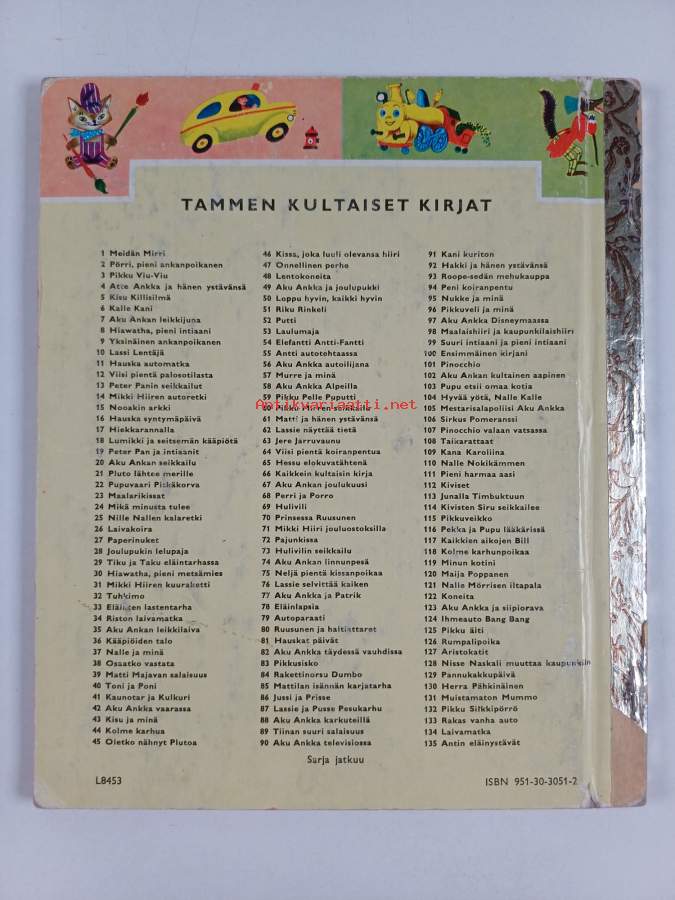 TAMMEN KULTAISET KIRJAT
1 Meidän Mirri
2 Pörri, pieni ankanpoikanen
3 Pikku Viu-Viu
4 Atte Ankka ja hänen ystävänsä
5 Kisu Killisilmä
6 Kalle Kani
7 Aku Ankan leikkijuna
8 Hiawatha, pieni intiaani
9 Yksinäinen ankanpoikanen
10 Lassi Lentäjä
11 Hauska automatka
12 Viisi pientä palosotilasta
13 Peter Panin seikkailut
14 Mikki Hiiren autoretki
15 Nooakin arkki
16 Hauska syntymäpäivä
17 Hiekkarannalla
18 Lumikki ja seitsemän kääpiötä
19 Peter Pan ja intiaanit
20 Aku Ankan seikkailu
21 Pluto lähtee merille
22 Pupuvaari Pitkäkorva
23 Maalarikissat
24 Mikä minusta tulee
25 Nille Nallen kalaretki
26 Laivakoira
27 Paperinuket
28 Joulupukin lelupaja
29 Tiku ja Taku eläintarhassa
30 Hiawatha, pieni metsämies
31 Mikki Hiiren kuuraketti
32 Tuhkimo
33 Eläinten lastentarha
34 Riston laivamatka
35 Aku Ankan leikkilaiva
36 Kääpiöiden talo
37 Nalle ja minä
38 Osaatko vastata
39 Matti Majavan salaisuus
40 Toni ja Poni
41 Kaunotar ja Kulkuri
42 Aku Ankka vaarassa
43 Kisu ja minä
44 Kolme karhua
45 Oletko nähnyt Plutoa
46 Kissa, joka luuli olevansa hiiri
47 Onnellinen perhe
48 Lentokoneita
49 Aku Ankka ja joulupukki
50 Loppu hyvin, kaikki hyvin
51 Riku Rinkeli
52 Putti
53 Laulumaja
54 Elefantti Antti-Fantti
55 Antti autotehtaassa
56 Aku Ankka autoilijana
57 Murre ja minä
58 Aku Ankka Alpeilla
59 Pikku Pelle Puputti
60 Pikku Mirren seikkailu
61 Matti ja hänen ystävänsä
62 Lassie näyttää tietä
63 Jere Jarruvaunu
64 Viisi pientä koiranpentua
65 Hessu elokuvatähtenä
66 Kaikkein kultaisin kirja
67 Aku Ankan joulukuusi
68 Perri ja Porro
69 Hulivili
70 Prinsessa Ruusunen
71 Mikki Hiiri jouluostoksilla
72 Pajunkissa
73 Hulivilin seikkailu
74 Aku Ankan linnunpesä
75 Neljä pientä kissanpoikaa
76 Lassie selvittää kaiken
77 Aku Ankka ja Patrik
78 Eläinlapsia
79 Autoparaati
80 Ruusunen ja haltiattaret
81 Hauskat päivät
82 Aku Ankka täydessä vauhdissa
83 Pikkusisko
84 Rakettinorsu Dumbo
85 Mattilan isännän karjatarha
86 Jussi ja Prisse
87 Lassie ja Pusse Pesukarhu
88 Aku Ankka karkuteillä
89 Tiinan suuri salaisuus
90 Aku Ankka televisiossa
91 Kani kuriton
92 Hakki ja hänen ystävänsä
93 Roope-sedän mehukauppa
94 Peni koiranpentu
95 Nukke ja minä
96 Pikkuveli ja minä
97 Aku Ankka Disneymaassa
98 Maalaishiiri ja kaupunkilaishiiri
99 Suuri intiaani ja pieni intiaani
100 Ensimmäinen kirjani
101 Pinocchio
102 Aku Ankan kultainen aapinen
103 Pupu etsii omaa kotia
104 Hyvää yötä, Nalle Kalle
105 Mestarisalapoliisi Aku Ankka
106 Sirkus Pomeranssi
107 Pinocchio valaan vatsassa
108 Taikarattaat
109 Kana Karoliina
110 Nalle Nokikämmen
111 Pieni harmaa aasi
112 Kiviset
113 Junalla Timbuktuun
114 Kivisten Siru seikkailee
115 Pikkuveikko
116 Pekka ja Pupu lääkärissä
117 Kaikkien aikojen Bill
118 Kolme karhunpoikaa
119 Minun kotini
120 Maija Poppanen
121 Nalle Mörrisen iltapala
122 Koneita
123 Aku Ankka ja siipiorava
124 Ihmeauto Bang Bang
125 Pikku äiti
126 Rumpalipoika
127 Aristokatit
128 Nisse Naskali muuttaa kaupunkiin
129 Pannukakkupäivä
130 Herra Pähkinäinen
131 Muistamaton Mummo
132 Pikku Silkkipörrö
133 Rakas vanha auto
134 Laivamatka
135 Antin eläinystävät
Sarja jatkuu
L8453
ISBN 951-30-3051-2
Antikvariaatti.net